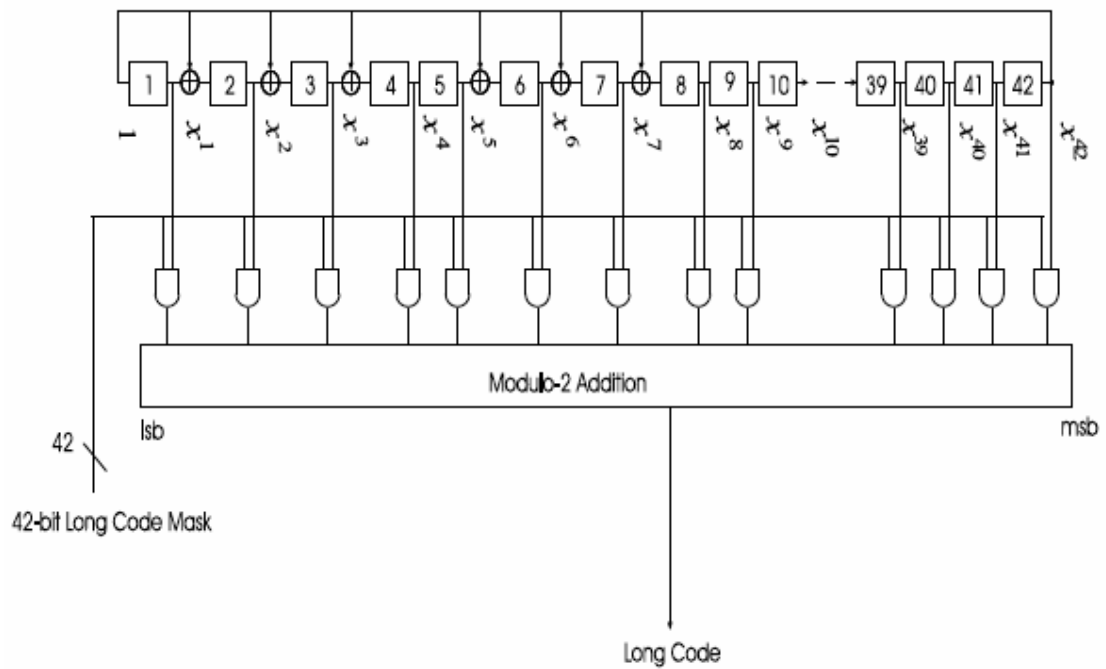 1 2 3 4 5 6 7 8 9 10 39 40 41 42
1 x^1 x^2 x^3 x^4 x^5 x^6 x^7 x^8 x^9 x^10 x^39 x^40 x^41 x^42
Modulo-2 Addition
lsb
msb
42
42-bit Long Code Mask
Long Code